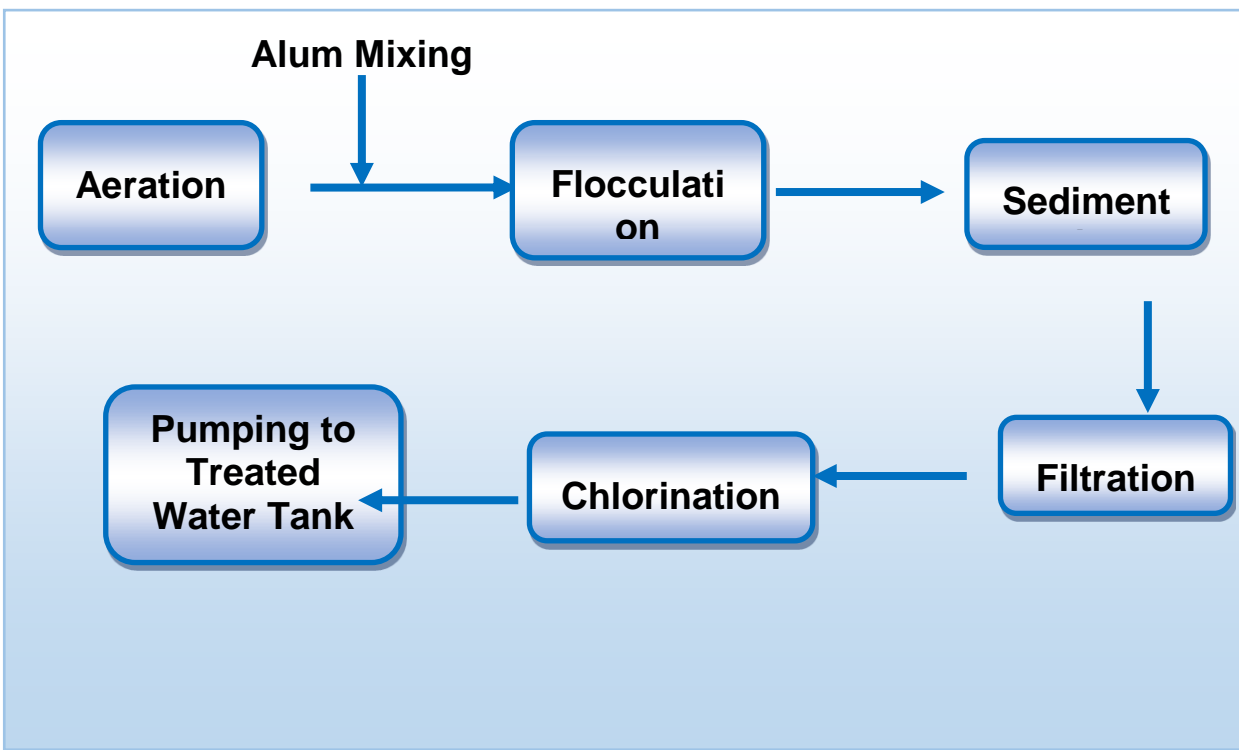 Alum Mixing
Aeration
Flocculati
on
Sediment
Filtration
Chlorination
Pumping to
Treated
Water Tank